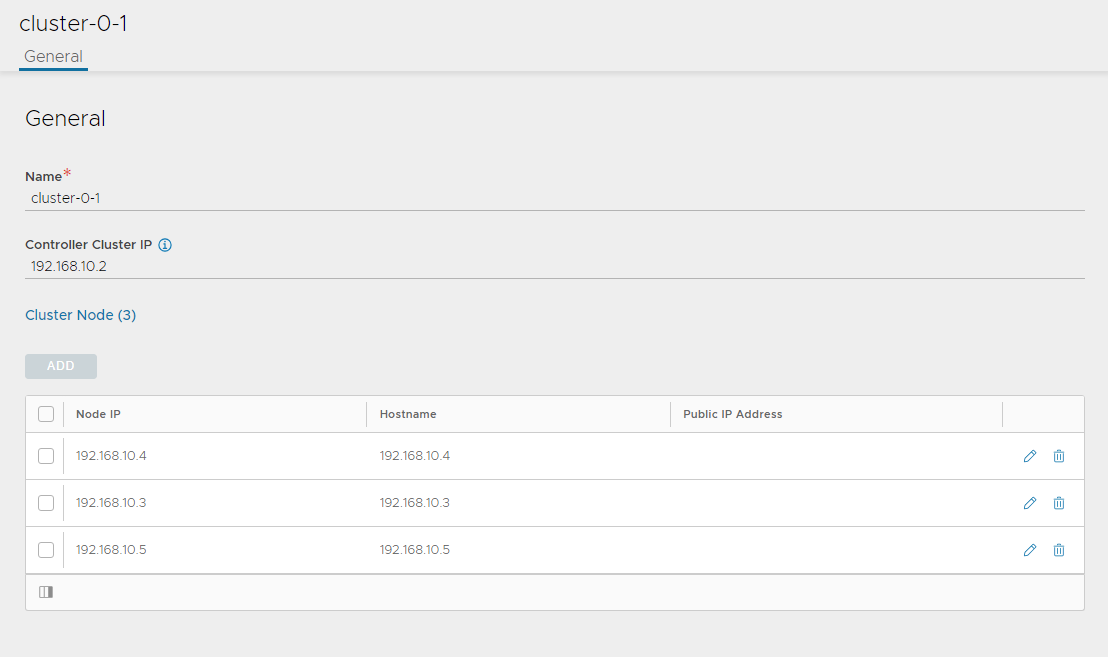 cluster-0-1
General
General
Name*
cluster-0-1
Controller Cluster IP
192.168.10.2
Cluster Node (3)
ADD
Node IP Hostname Public IP Address
192.168.10.4 192.168.10.4
192.168.10.3 192.168.10.3
192.168.10.5 192.168.10.5